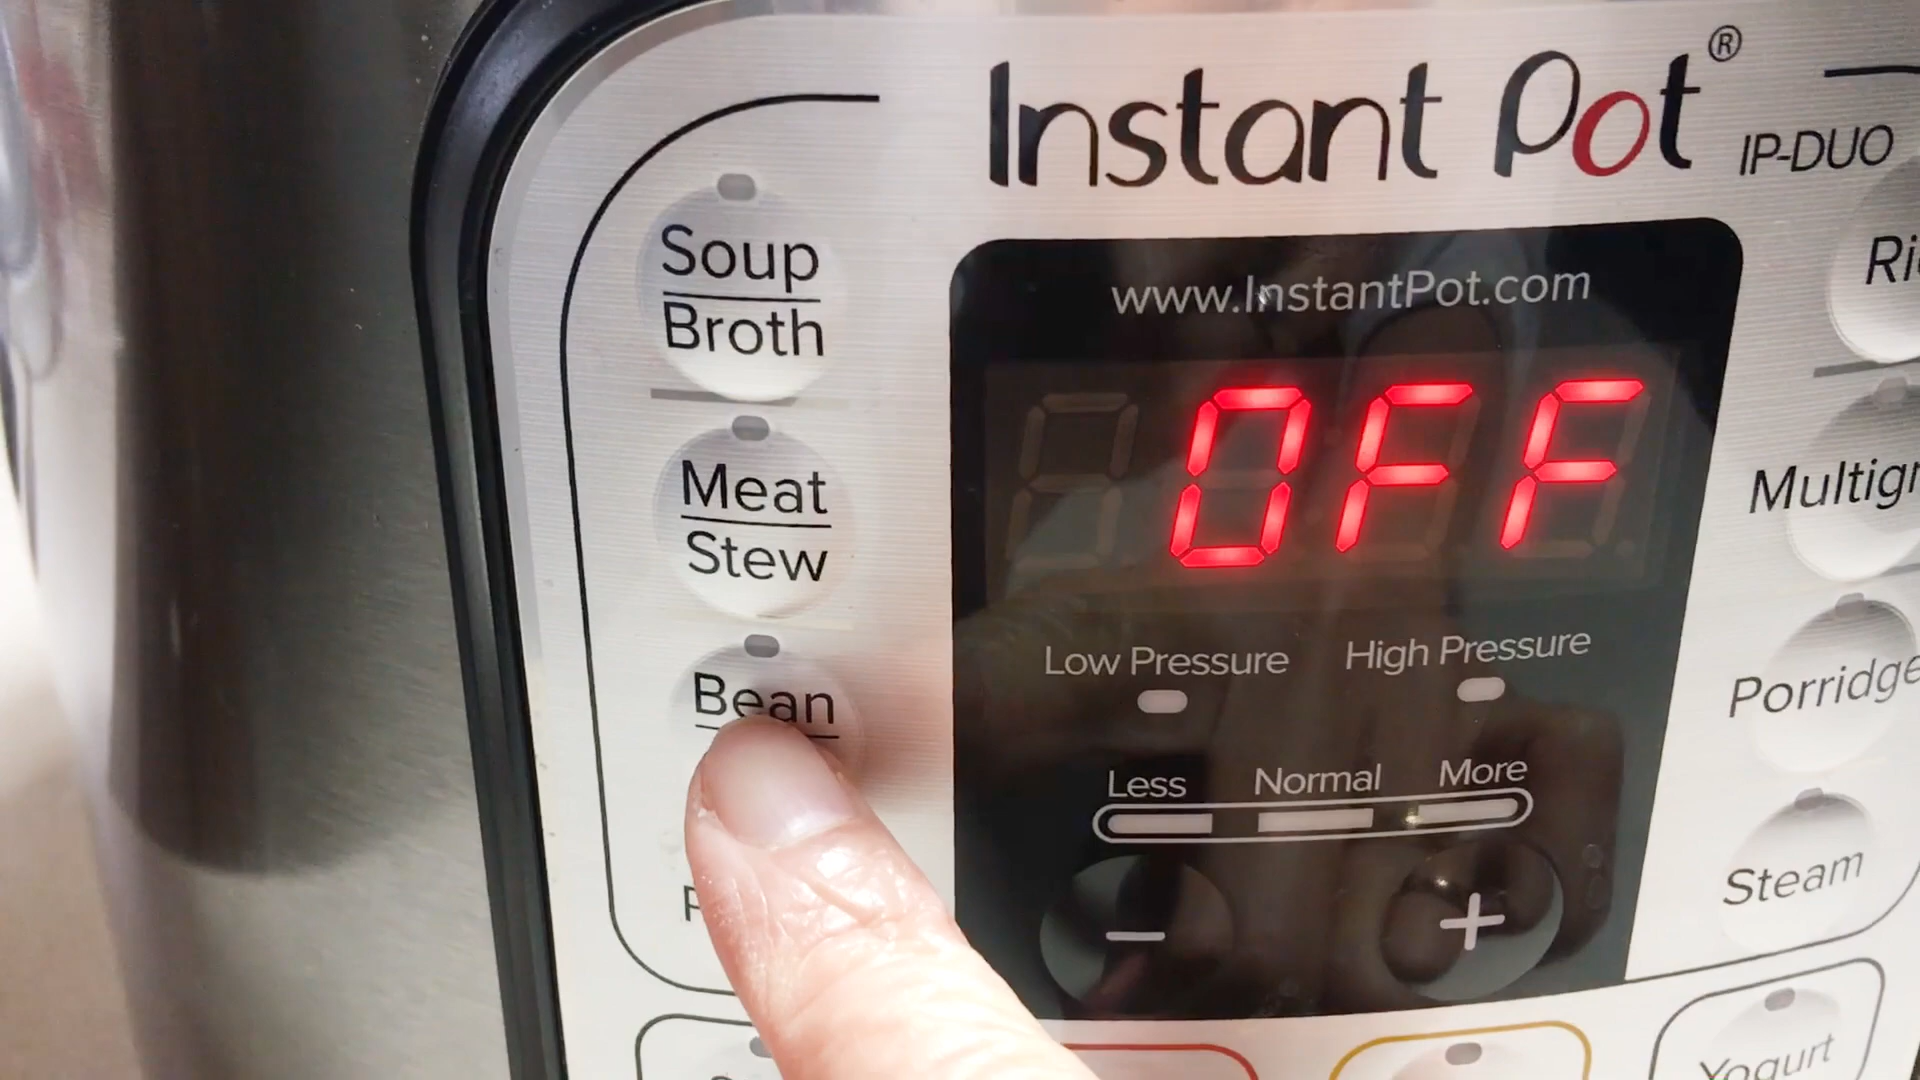 Instant Pot®
IP-DUO
www.InstantPot.com
OFF
Soup
Broth
Meat
Stew
Bean
Low Pressure
High Pressure
Less
Normal
More
−
+
Porridge
Steam
Yogurt